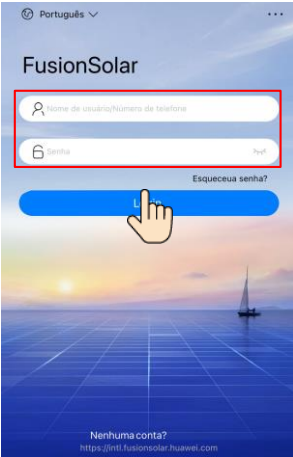 Português
...
FusionSolar
Nome de usuário/Número de telefone
Senha
Esqueceua senha?
Nenhuma conta?
https://intl.fusionsolar.huawei.com